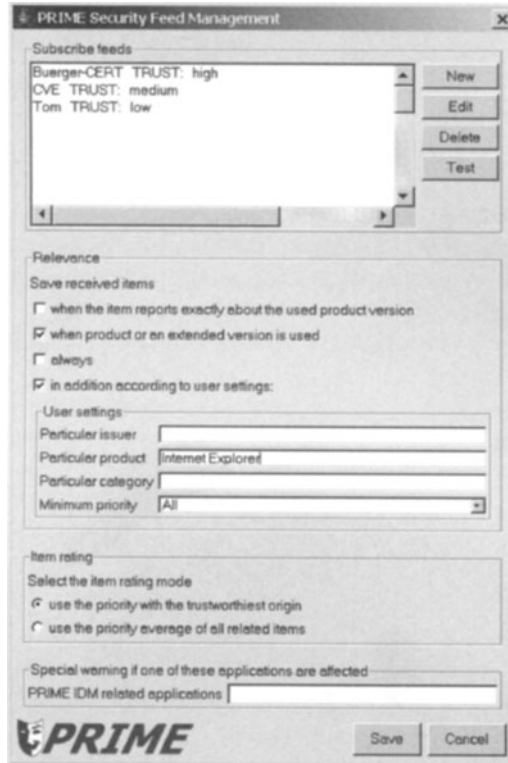 PRIME Security Feed Management
Subscribe feeds
Buerger-CERT TRUST: high
CVE TRUST: medium
Tom TRUST: low
New
Edit
Delete
Test
Relevance
Save received items
when the item reports exactly about the used product version
when product or an extended version is used
always
in addition according to user settings:
User settings
Particular issuer
Particular product Internet Explorer
Particular category
Minimum priority All
Item rating
Select the item rating mode
use the priority with the trustworthiest origin
use the priority average of all related items
Special warning if one of these applications are affected
PRIME IDM related applications
PRIME
Save
Cancel